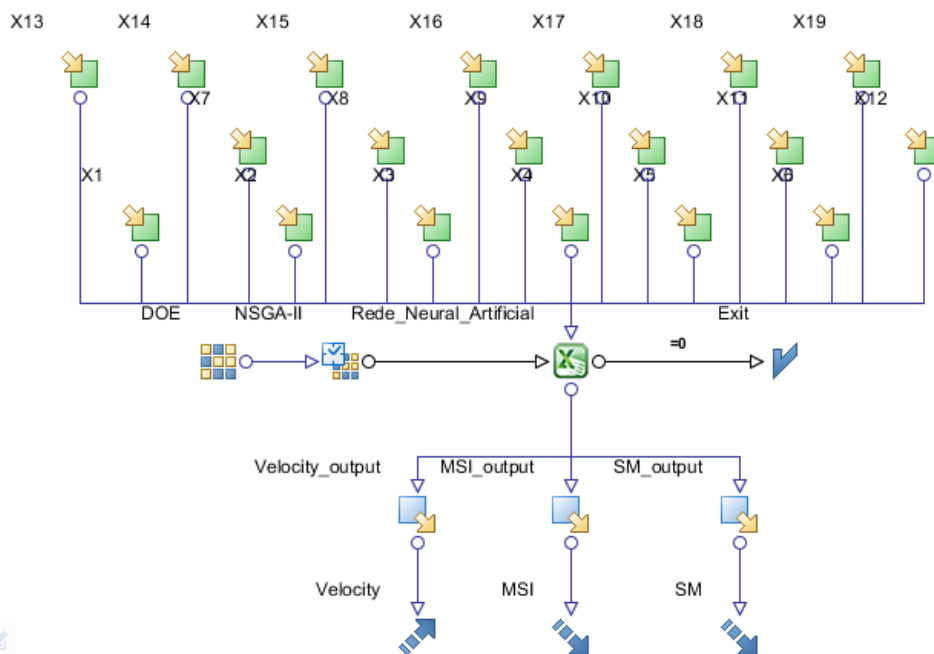 X13 X14 X15 X16 X17 X18 X19
X7 X8 X9 X10 X11 X12
X1 X2 X3 X4 X5 X6
DOE NSGA-II Rede_Neural_Artificial Exit
=0
Velocity_output MSI_output SM_output
Velocity MSI SM